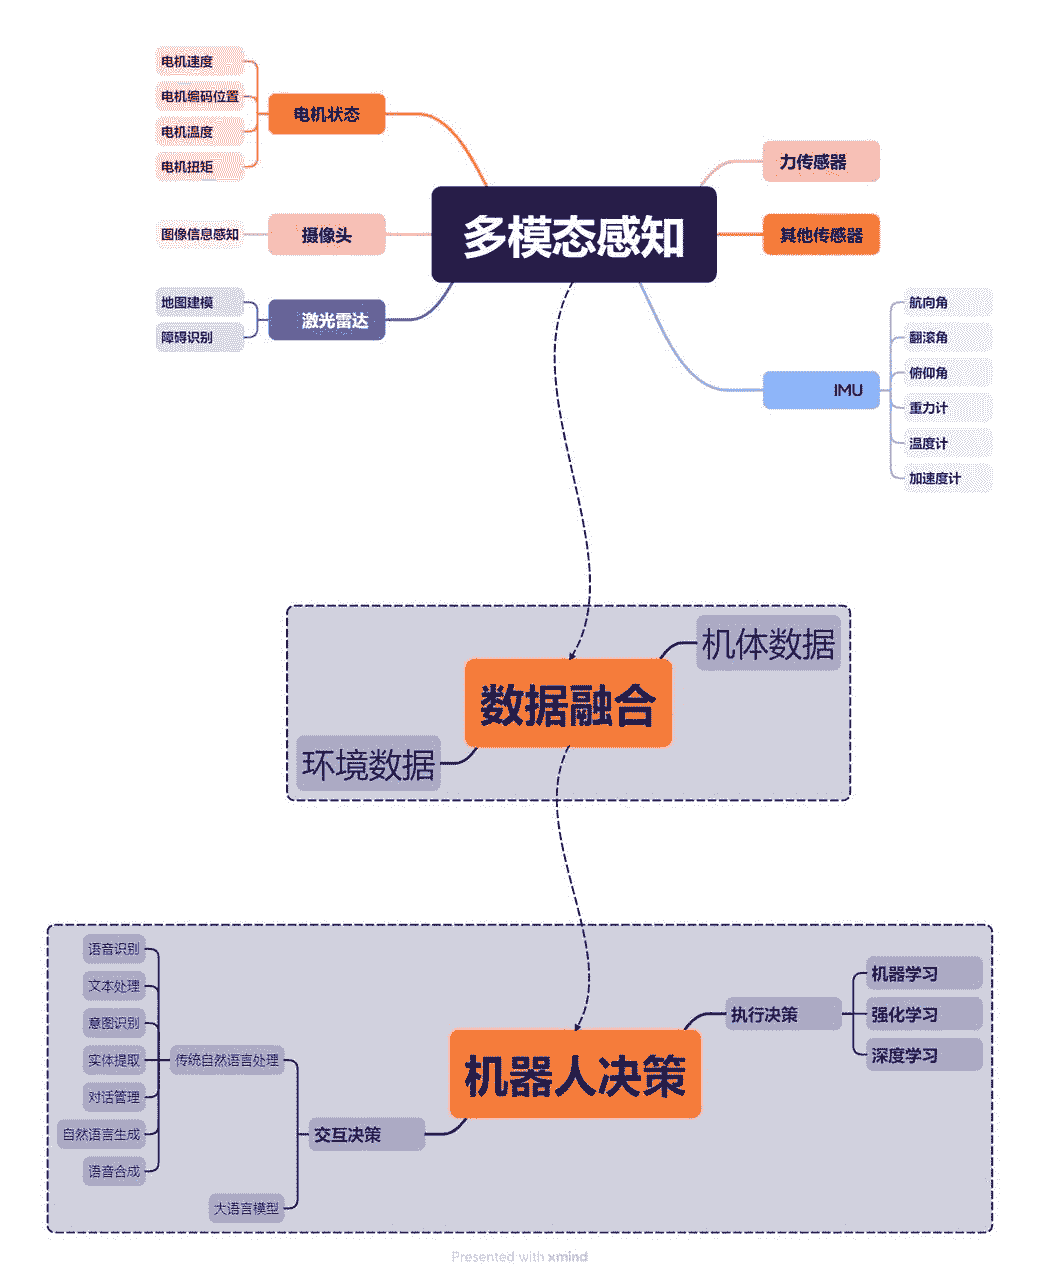 电机速度
电机编码位置
电机温度
电机扭矩
电机状态
图像信息感知
摄像头
地图建模
障碍识别
激光雷达
多模态感知
力传感器
其他传感器
IMU
航向角
翻滚角
俯仰角
重力计
温度计
加速度计
机体数据
数据融合
环境数据
语音识别
文本处理
意图识别
实体提取
对话管理
自然语言生成
语音合成
传统自然语言处理
大语言模型
交互决策
机器人决策
执行决策
机器学习
强化学习
深度学习
Presented with xmind